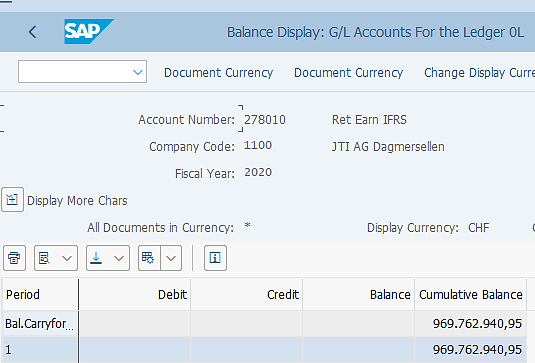 SAP
Balance Display: G/L Accounts For the Ledger 0L
Document Currency Document Currency Change Display Curre
Account Number: 278010 Ret Earn IFRS
Company Code: 1100 JTI AG Dagmersellen
Fiscal Year: 2020
Display More Chars
All Documents in Currency: * Display Currency: CHF
Period Debit Credit Balance Cumulative Balance
Bal.Carryfor... 969.762.940,95
1 969.762.940,95